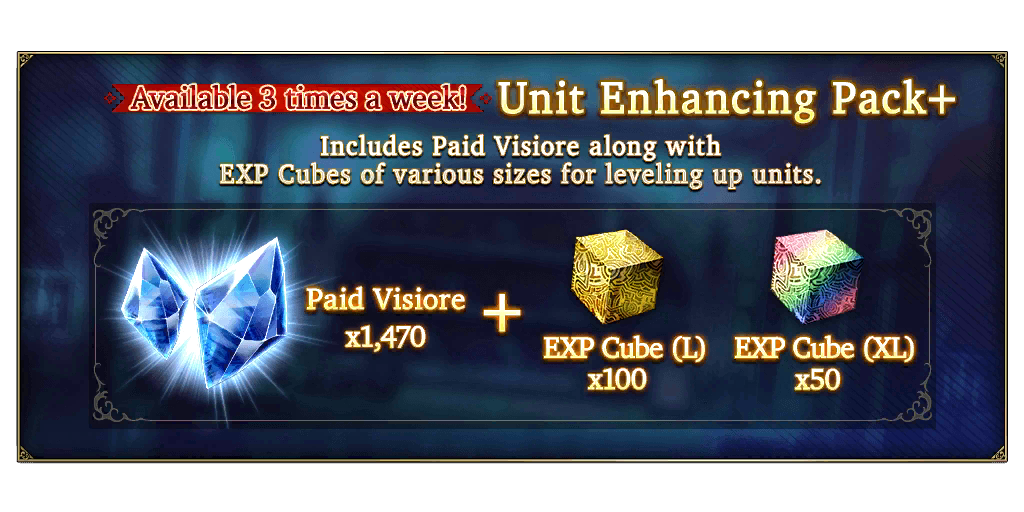 Available 3 times a week!
Unit Enhancing Pack+
Includes Paid Visiore along with
EXP Cubes of various sizes for leveling up units.
Paid Visiore
x1,470
+
EXP Cube (L)
x100
EXP Cube (XL)
x50